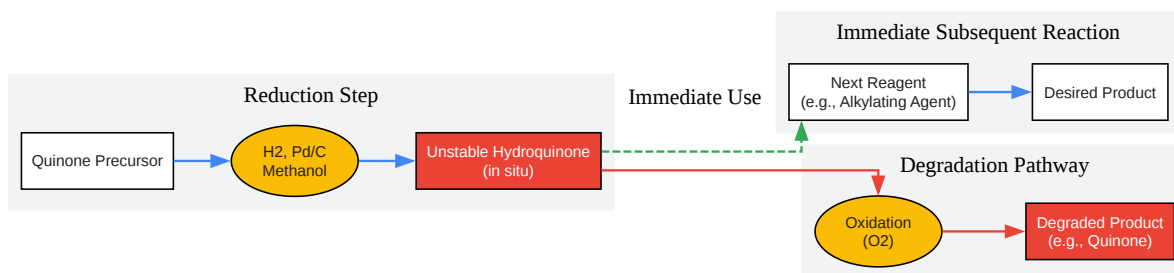 Reduction Step
Quinone Precursor
H2, Pd/C
Methanol
Unstable Hydroquinone
(in situ)
Immediate Use
Immediate Subsequent Reaction
Next Reagent
(e.g., Alkylating Agent)
Desired Product
Degradation Pathway
Oxidation
(O2)
Degraded Product
(e.g., Quinone)